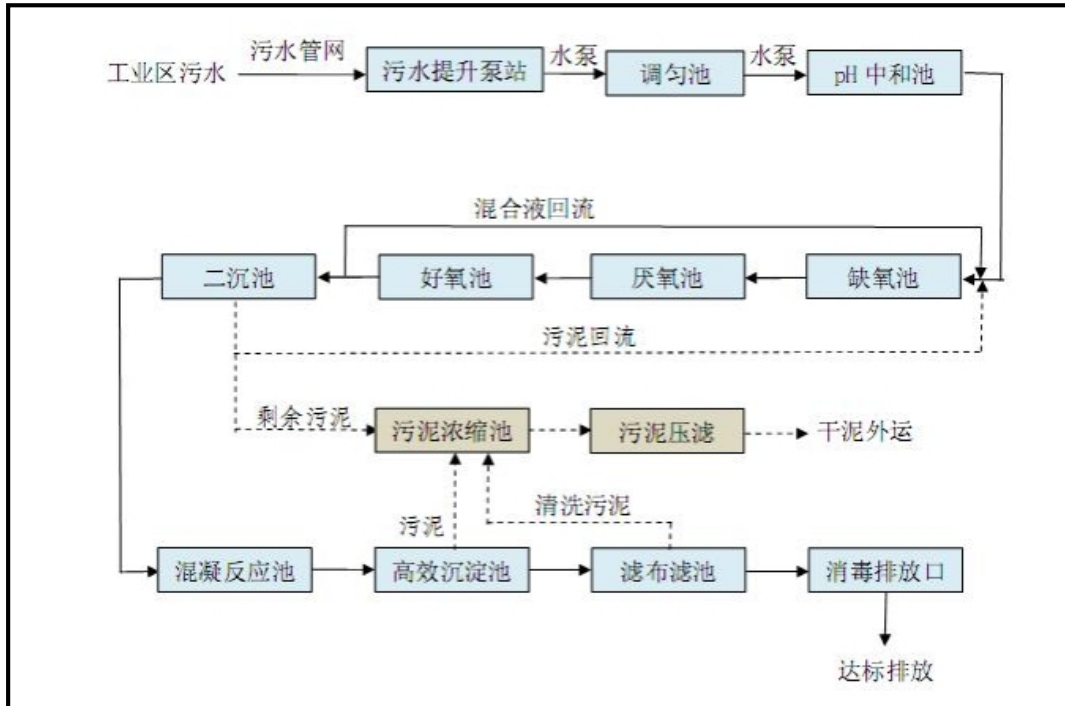 工业区污水
污水管网
污水提升泵站
水泵
调匀池
水泵
pH 中和池
混合液回流
二沉池
好氧池
厌氧池
缺氧池
污泥回流
剩余污泥
污泥浓缩池
污泥压滤
干泥外运
污泥
清洗污泥
混凝反应池
高效沉淀池
滤布滤池
消毒排放口
达标排放